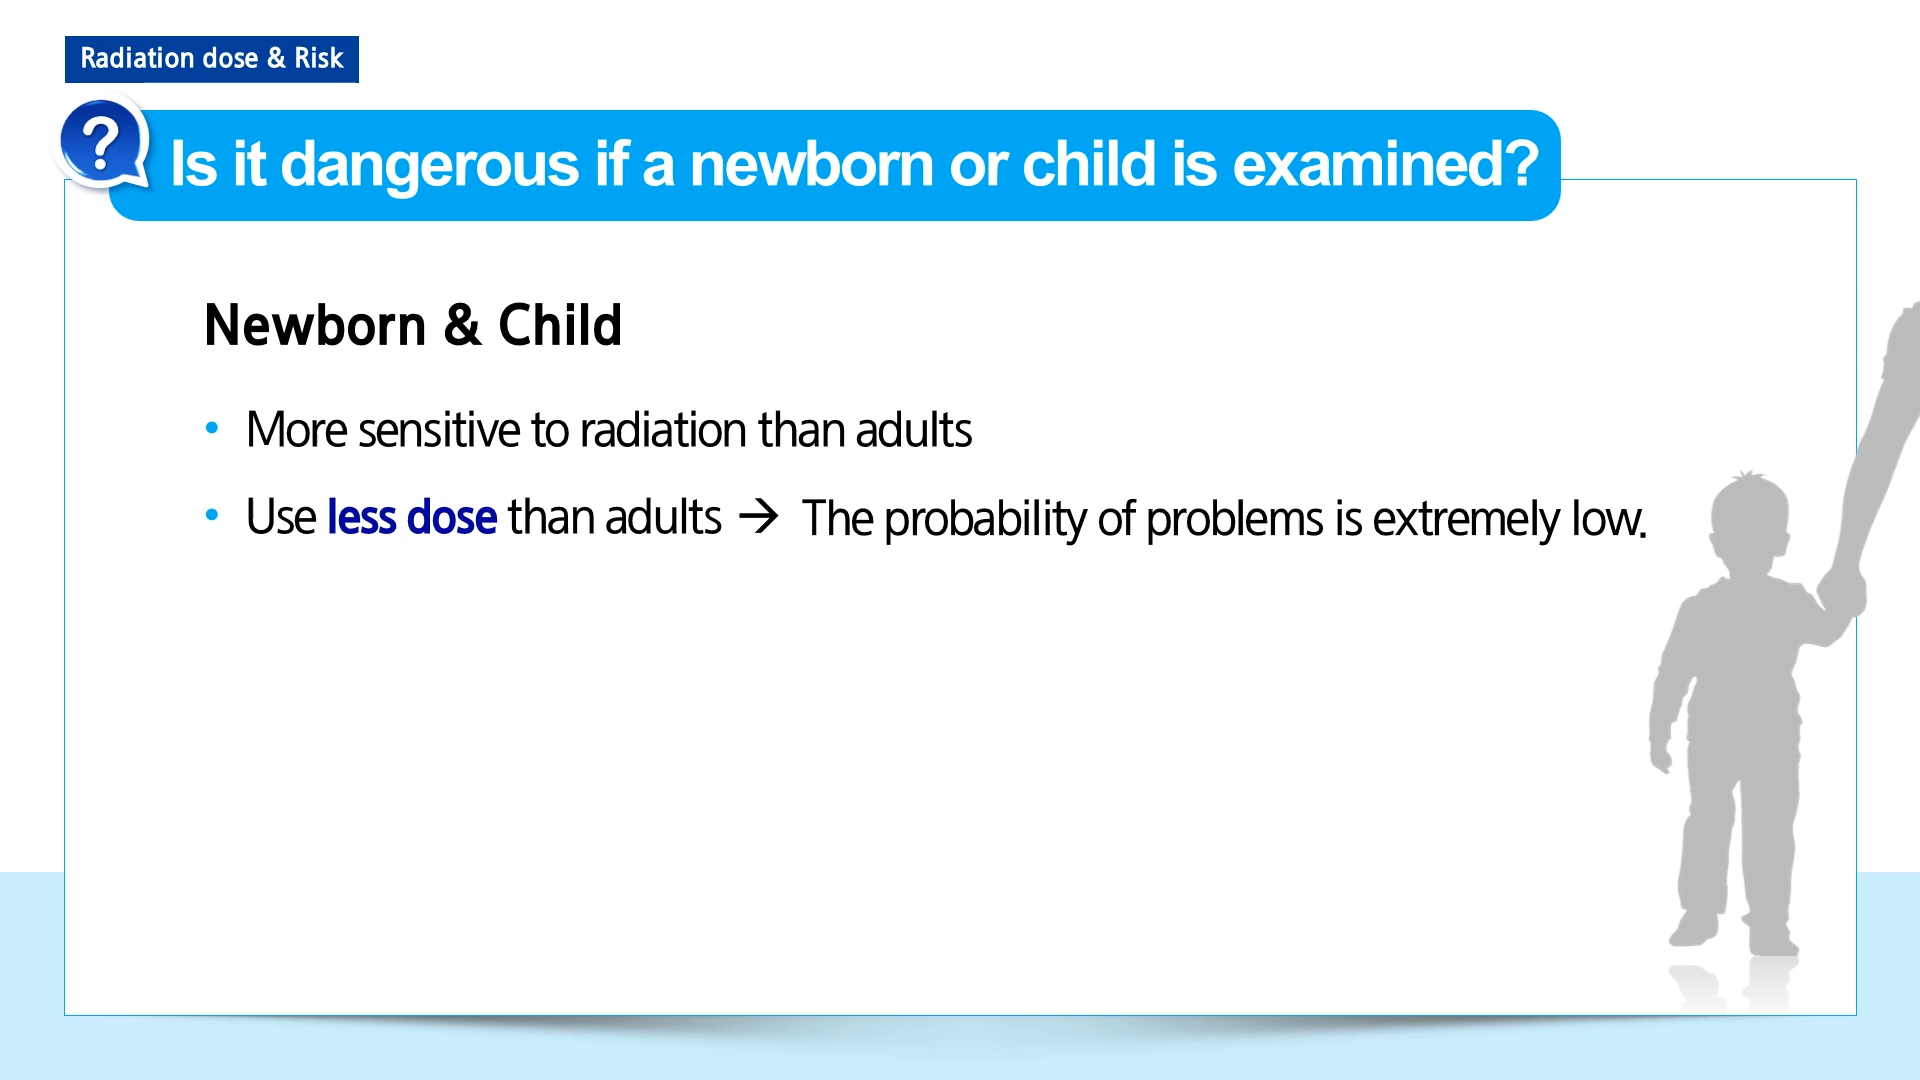 Radiation dose & Risk
? Is it dangerous if a newborn or child is examined?
Newborn & Child
• More sensitive to radiation than adults
• Use less dose than adults → The probability of problems is extremely low.